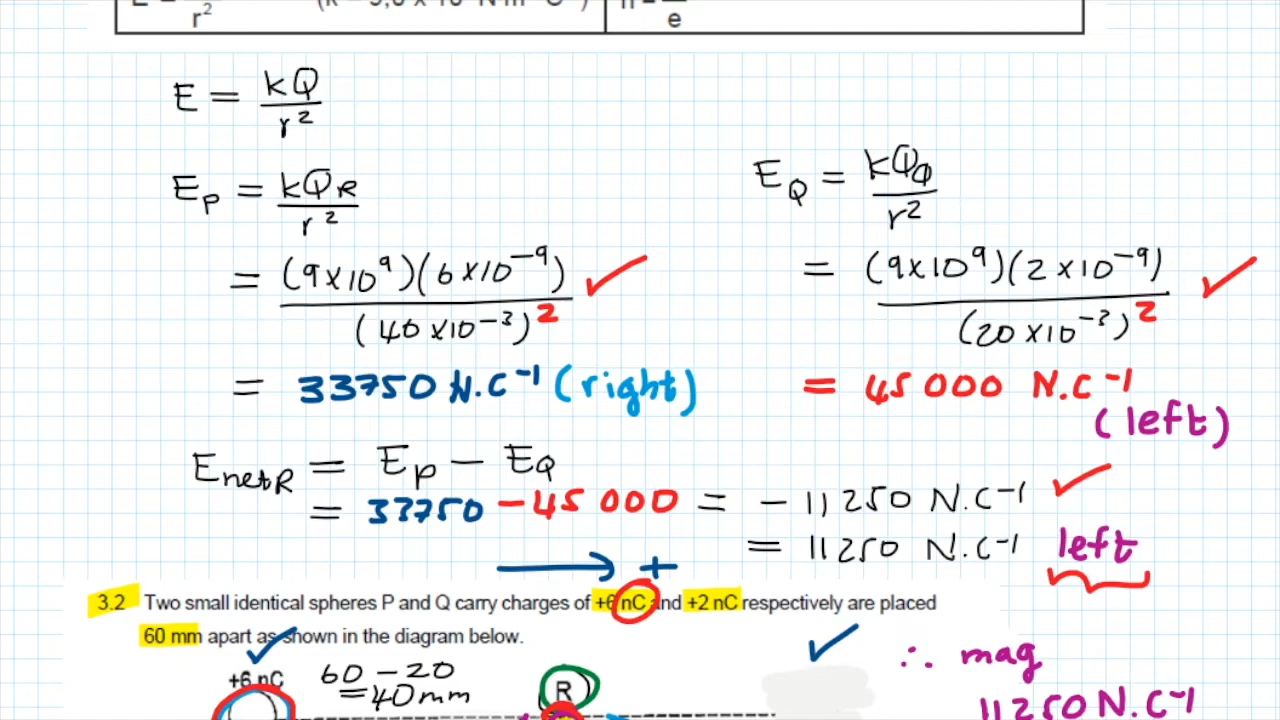 r²
e
E = kQ/r²
E_P = kQ_R/r²
E_Q = kQ_Q/r²
= (9×10⁹)(6×10⁻⁹)/(40×10⁻³)² ✓
= (9×10⁹)(2×10⁻⁹)/(20×10⁻³)² ✓
= 33750 N.C⁻¹ (right)
= 45 000 N.C⁻¹
(left)
E_netR = E_P − E_Q
= 33750 − 45 000 = − 11 250 N.C⁻¹ ✓
= 11250 N.C⁻¹ left
→ +
3.2 Two small identical spheres P and Q carry charges of +6 nC and +2 nC respectively are placed
60 mm apart as shown in the diagram below.
∴ mag
+6 nC
60 − 20
= 40mm
R
11250 N.C⁻¹